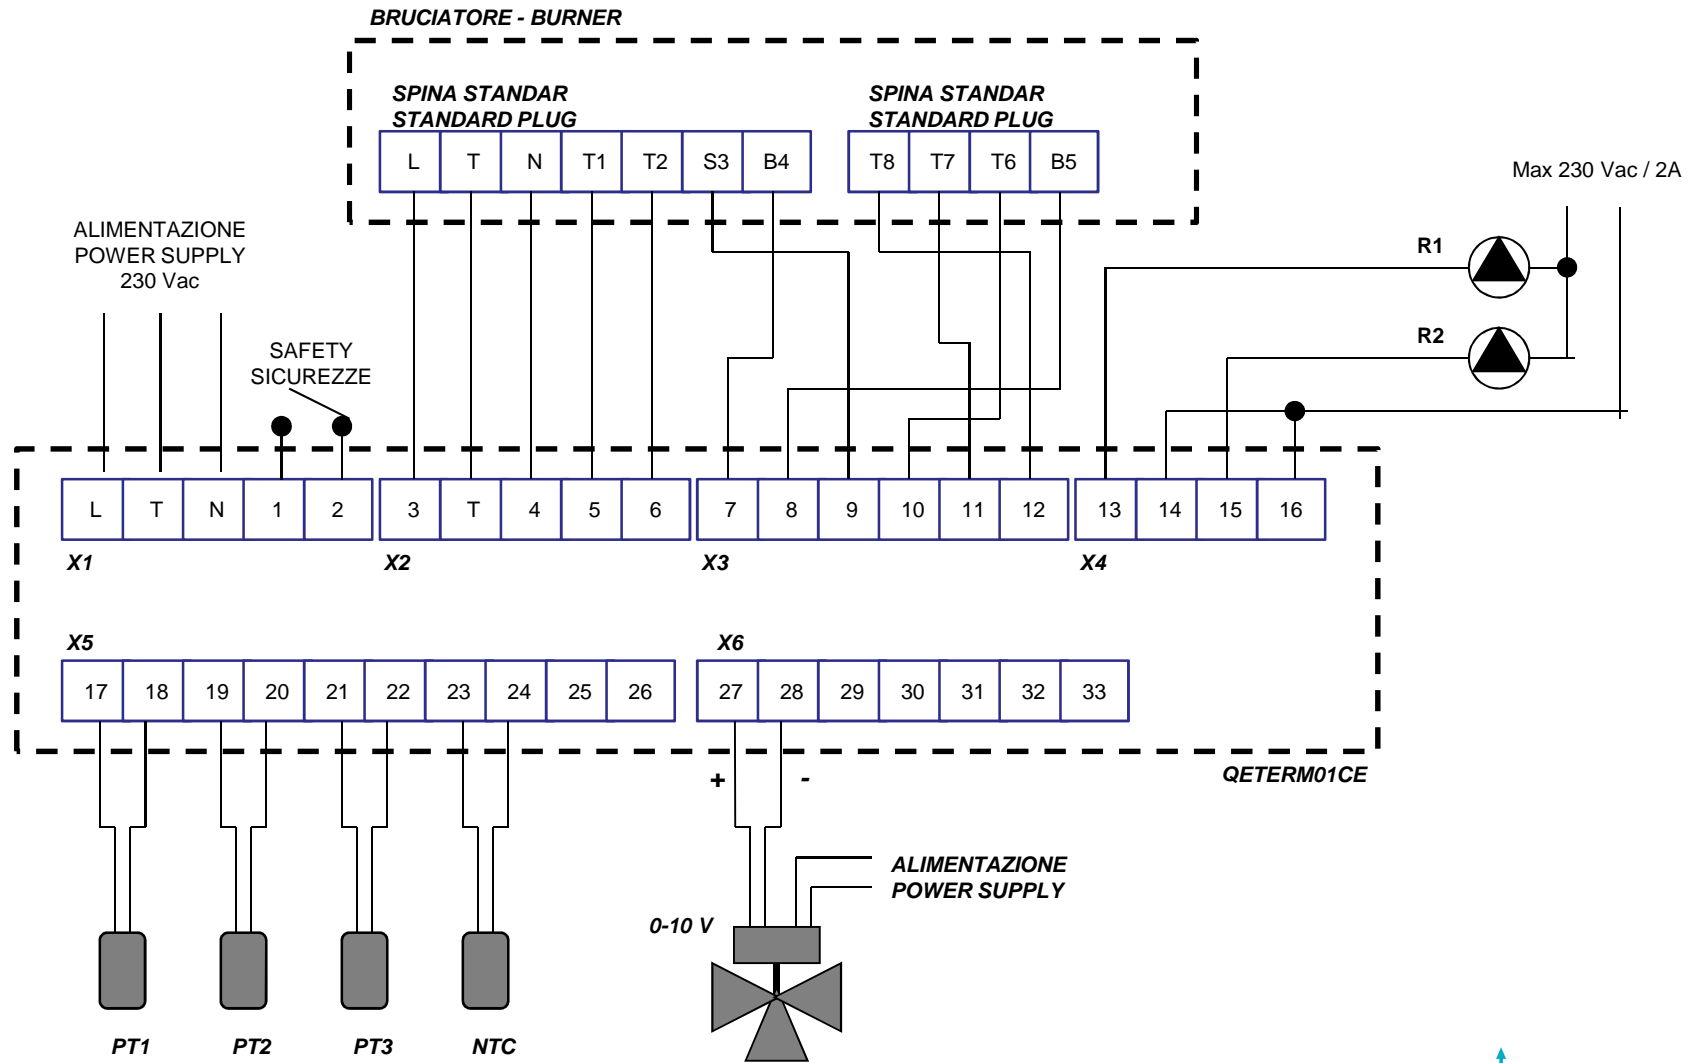 BRUCIATORE - BURNER
SPINA STANDAR
STANDARD PLUG
SPINA STANDAR
STANDARD PLUG
L T N T1 T2 S3 B4
T8 T7 T6 B5
Max 230 Vac / 2A
ALIMENTAZIONE
POWER SUPPLY
230 Vac
R1
R2
SAFETY
SICUREZZE
L T N 1 2
3 T 4 5 6
7 8 9 10 11 12
13 14 15 16
X1
X2
X3
X4
X5
X6
17 18 19 20 21 22 23 24 25 26
27 28 29 30 31 32 33
QETERM01CE
+ -
ALIMENTAZIONE
POWER SUPPLY
0-10 V
PT1
PT2
PT3
NTC